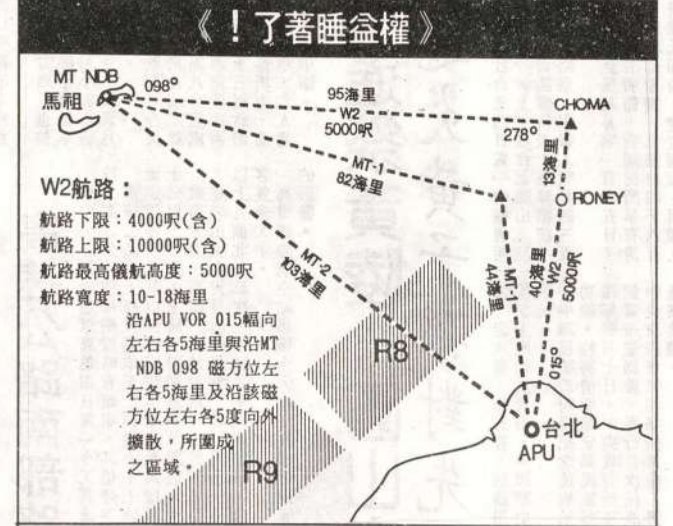 《！了著睡益權》
MT NDB
馬祖
098°
95海里
W2
5000呎
278°
CHOMA
13海里
RONEY
MT-1
82海里
MT-2
103海里
W2航路：
航路下限：4000呎(含)
航路上限：10000呎(含)
航路最高儀航高度：5000呎
航路寬度：10-18海里
沿APU VOR 015輻向
左右各5海里與沿MT
NDB 098 磁方位左
右各5海里及沿該磁
方位左右各5度向外
擴散，所圍成
之區域。
MT-1
44海里
40海里
W2
5000呎
015°
R8
R9
台北
APU